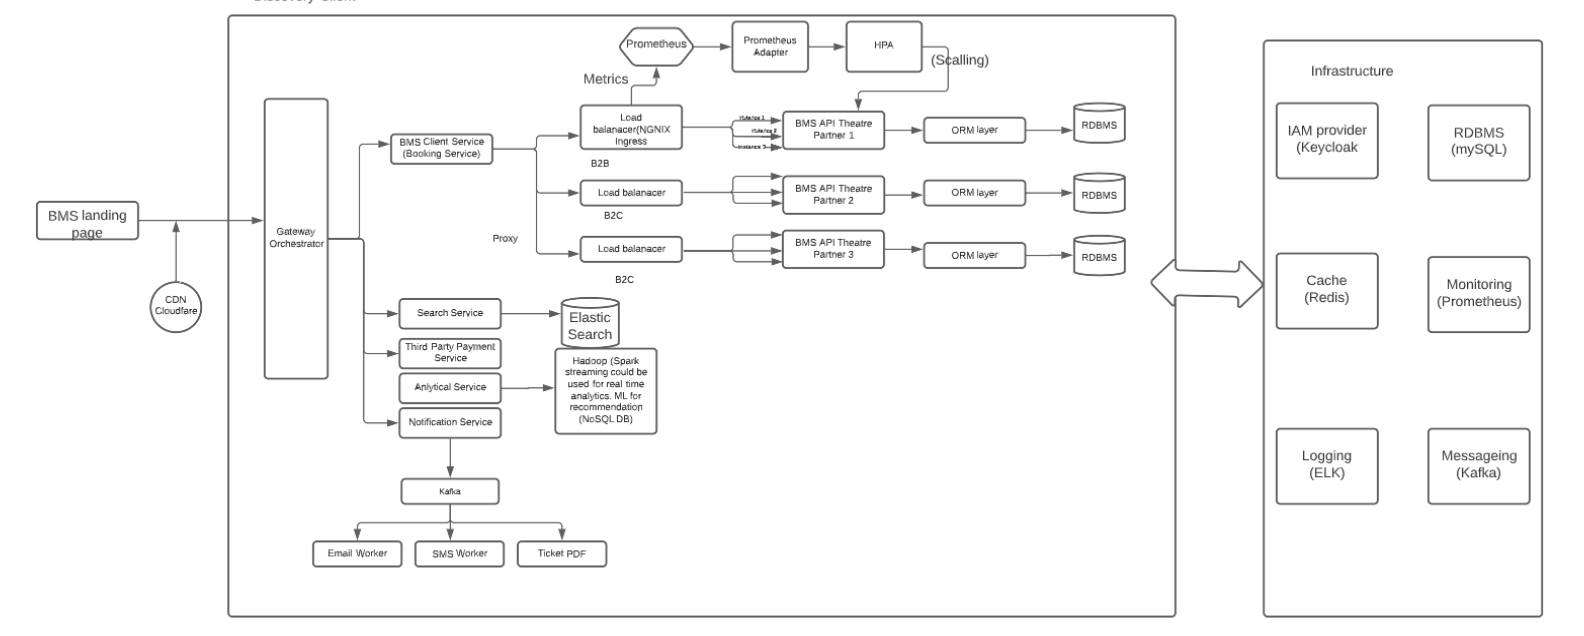 Discovery Client
Prometheus
Prometheus
Adapter
HPA
(Scalling)
Metrics
Load
balanacer(NGNIX
Ingress
BMS Client Service
(Booking Service)
Instance 3
BMS API Theatre
Partner 1
ORM layer
RDBMS
B2B
Load balanacer
BMS API Theatre
Partner 2
ORM layer
RDBMS
B2C
Proxy
Load balanacer
BMS API Theatre
Partner 3
ORM layer
RDBMS
B2C
BMS landing
page
CDN
Cloudfare
Gateway
Orchestrator
Search Service
Elastic
Search
Third Party Payment
Service
Anlytical Service
Hadoop (Spark
streaming could be
used for real time
analytics. ML for
recommendation
(NoSQL DB)
Notification Service
Kafka
Email Worker
SMS Worker
Ticket PDF
Infrastructure
IAM provider
(Keycloak
RDBMS
(mySQL)
Cache
(Redis)
Monitoring
(Prometheus)
Logging
(ELK)
Messageing
(Kafka)